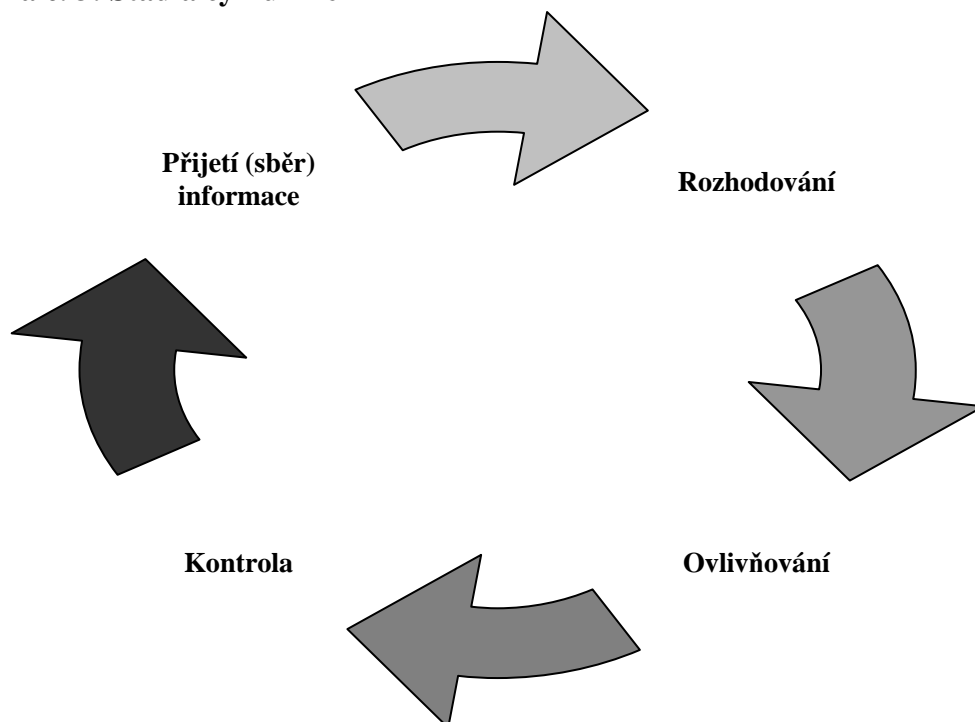 Přijetí (sběr)
informace
Rozhodování
Kontrola
Ovlivňování